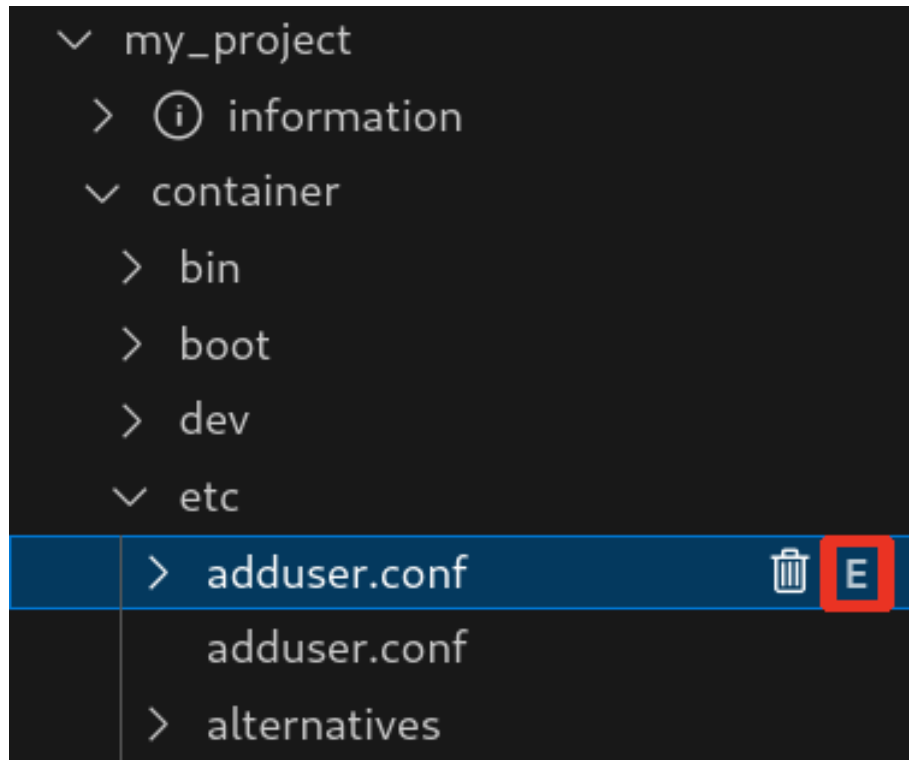 my_project
information
container
bin
boot
dev
etc
adduser.conf E
adduser.conf
alternatives